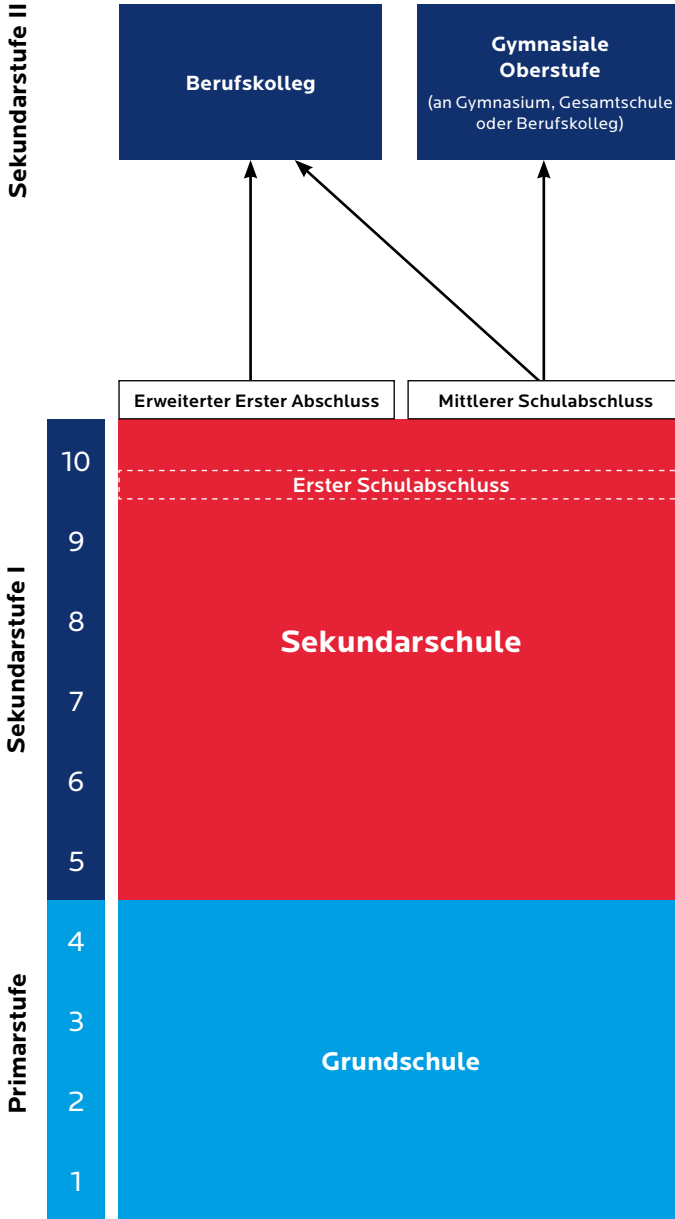 Sekundarstufe II
Berufskolleg
Gymnasiale
Oberstufe
(an Gymnasium, Gesamtschule
oder Berufskolleg)
Erweiterter Erster Abschluss
Mittlerer Schulabschluss
Sekundarstufe I
10
Erster Schulabschluss
9
8
Sekundarschule
7
6
5
Primarstufe
4
3
Grundschule
2
1